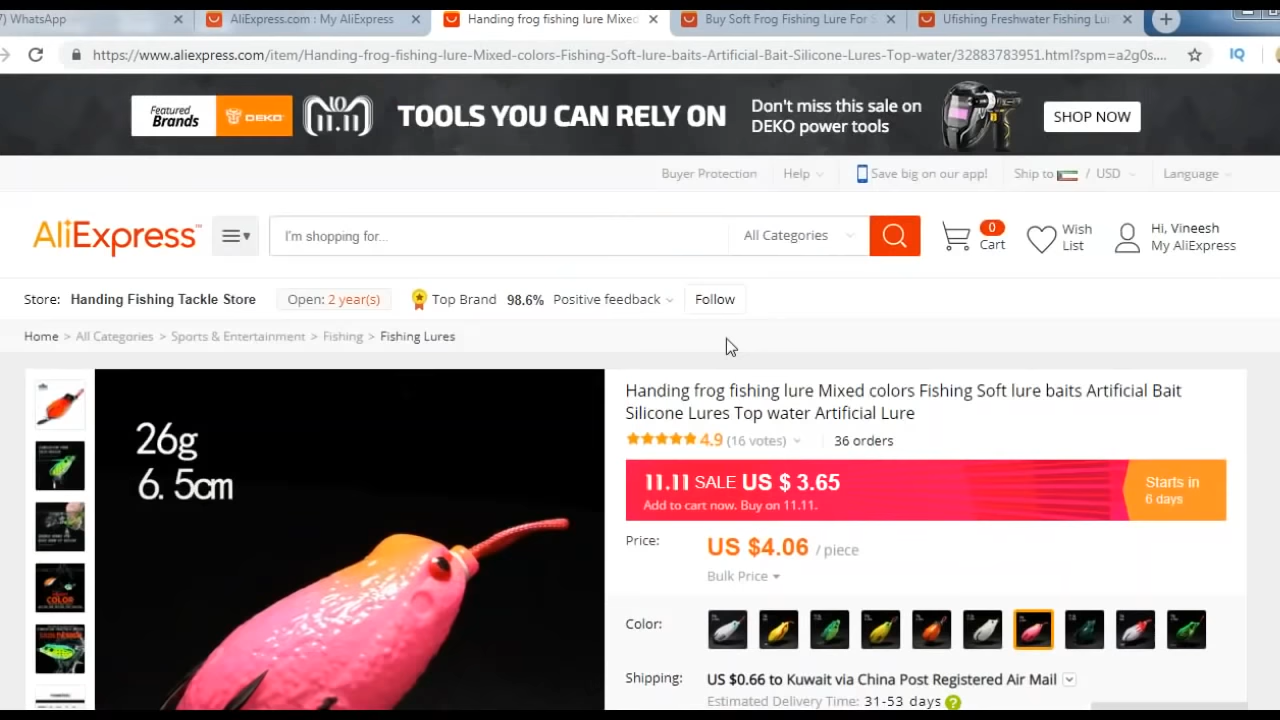 7) WhatsApp
AliExpress.com : My AliExpress
Handing frog fishing lure Mixed
Buy Soft Frog Fishing Lure For S
Ufishing Freshwater Fishing Lu
https://www.aliexpress.com/item/Handing-frog-fishing-lure-Mixed-colors-Fishing-Soft-lure-baits-Artificial-Bait-Silicone-Lures-Top-water/32883783951.html?spm=a2g0s....
IQ
Featured
Brands
DEKO
11.11
TOOLS YOU CAN RELY ON
Don't miss this sale on
DEKO power tools
SHOP NOW
Buyer Protection
Help
Save big on our app!
Ship to / USD
Language
AliExpress™
I'm shopping for...
All Categories
0
Cart
Wish
List
Hi, Vineesh
My AliExpress
Store: Handing Fishing Tackle Store
Open: 2 year(s)
Top Brand 98.6% Positive feedback
Follow
Home > All Categories > Sports & Entertainment > Fishing > Fishing Lures
26g
6.5cm
COLOR
Handing frog fishing lure Mixed colors Fishing Soft lure baits Artificial Bait
Silicone Lures Top water Artificial Lure
4.9 (16 votes)
36 orders
11.11 SALE US $ 3.65
Add to cart now. Buy on 11.11.
Starts in
6 days
Price:
US $4.06 / piece
Bulk Price
Color:
Shipping: US $0.66 to Kuwait via China Post Registered Air Mail
Estimated Delivery Time: 31-53 days ?